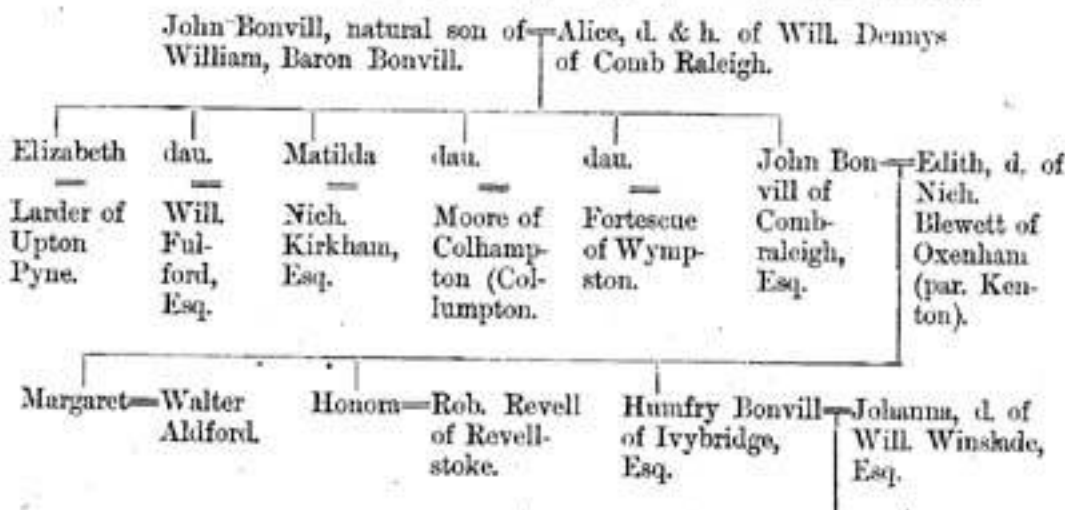 John Bonvill, natural son of
William, Baron Bonvill.
Alice, d. & h. of Will. Dennys
of Comb Raleigh.
Elizabeth
Larder of
Upton
Pyne.
dau.
Will.
Ful-
ford,
Esq.
Matilda
Nich.
Kirkham,
Esq.
dau.
Moore of
Colhamp-
ton (Col-
lumpton.
dau.
Fortescue
of Wymp-
ston.
John Bon-
vill of
Comb-
raleigh,
Esq.
Edith, d. of
Nich.
Blewett of
Oxenham
(par. Ken-
ton).
Margaret
Walter
Aldford.
Honora
Rob. Revell
of Revell-
stoke.
Humfry Bonvill
of Ivybridge,
Esq.
Johanna, d. of
Will. Winslade,
Esq.